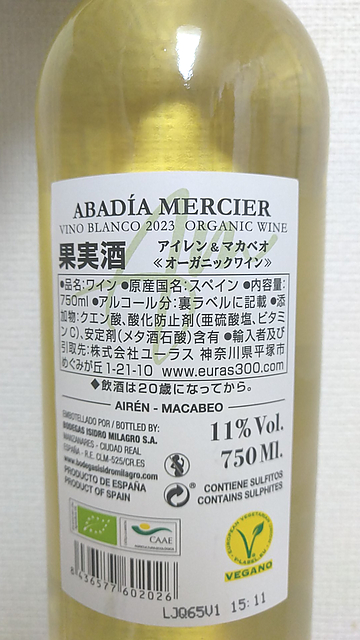 ABADÍA MERCIER
VINO BLANCO 2023 ORGANIC WINE
果実酒 アイレン&マカベオ
≪オーガニックワイン≫
●品名:ワイン ●原産国名:スペイン ●内容量:
750ml ●アルコール分:裏ラベルに記載 ●添
加物:クエン酸、酸化防止剤(亜硫酸塩、ビタミ
ンC)、安定剤(メタ酒石酸)含有 ●輸入者及び
引取先:株式会社ユーラス 神奈川県平塚市
めぐみが丘1-21-10 www.euras300.com
◆飲酒は20歳になってから。
AIRÉN - MACABEO
EMBOTELLADO POR / BOTTLED BY:
BODEGAS ISIDRO MILAGRO S.A.
MANZANARES - CIUDAD REAL
ESPAÑA - R.E. CLM-525/CR.ES
www.bodegasisidromilagro.com
PRODUCTO DE ESPAÑA
PRODUCT OF SPAIN
11% Vol.
750 Ml.
CONTIENE SULFITOS
CONTAINS SULPHITES
CAAE
V-LABEL.EU
VEGANO
8 436577 602026
LJQ65V1 15:11